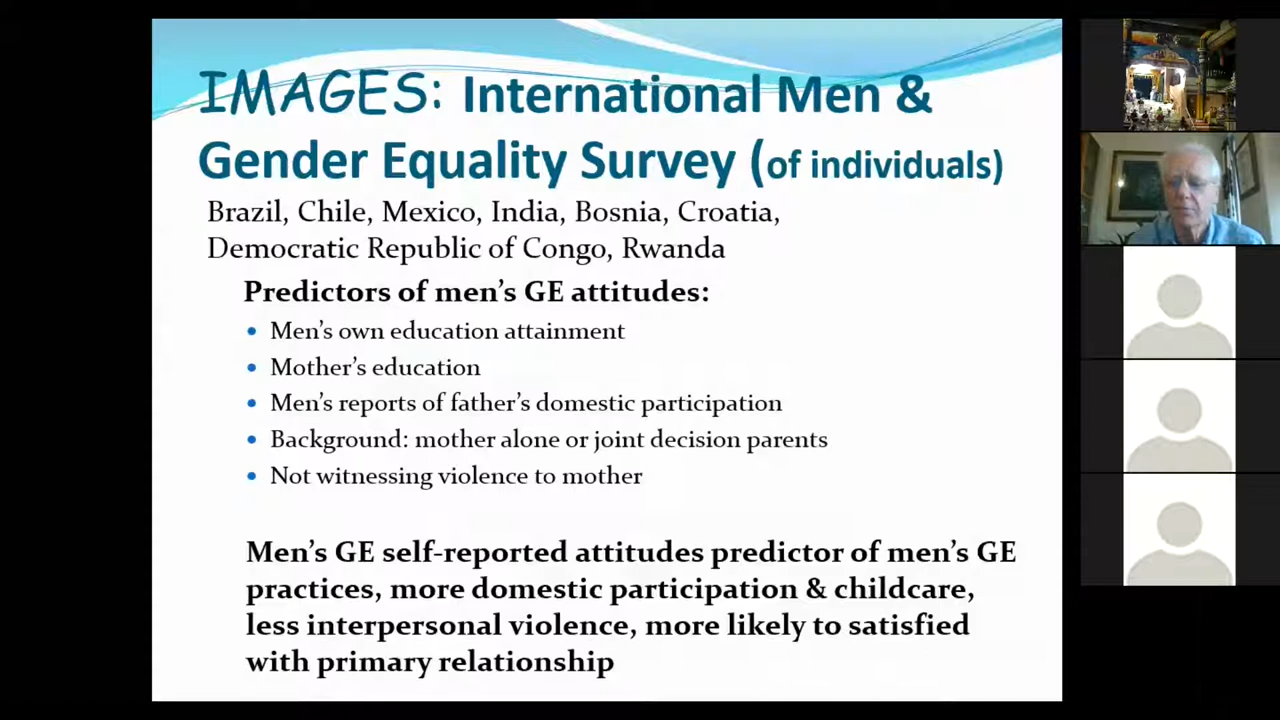 IMAGES: International Men &
Gender Equality Survey (of individuals)
Brazil, Chile, Mexico, India, Bosnia, Croatia,
Democratic Republic of Congo, Rwanda
Predictors of men's GE attitudes:
• Men's own education attainment
• Mother's education
• Men's reports of father's domestic participation
• Background: mother alone or joint decision parents
• Not witnessing violence to mother
Men's GE self-reported attitudes predictor of men's GE
practices, more domestic participation & childcare,
less interpersonal violence, more likely to satisfied
with primary relationship